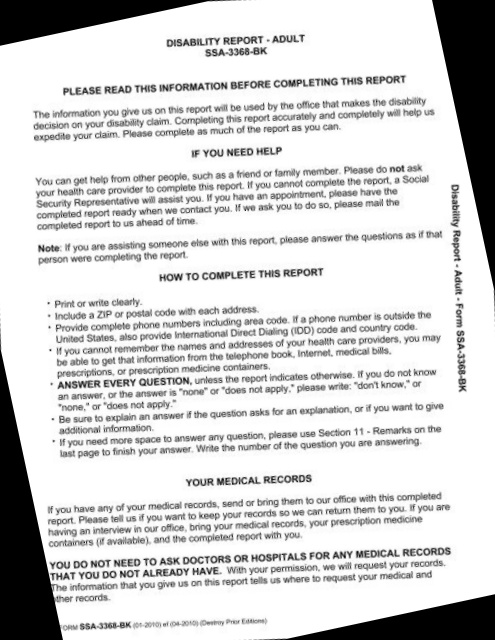 DISABILITY REPORT - ADULT
SSA-3368-BK
PLEASE READ THIS INFORMATION BEFORE COMPLETING THIS REPORT
The information you give us on this report will be used by the office that makes the disability
decision on your disability claim. Completing this report accurately and completely will help us
expedite your claim. Please complete as much of the report as you can.
IF YOU NEED HELP
You can get help from other people, such as a friend or family member. Please do not ask
your health care provider to complete this report. If you cannot complete the report, a Social
Security Representative will assist you. If you have an appointment, please have the
completed report ready when we contact you. If we ask you to do so, please mail the
completed report to us ahead of time.
Note: If you are assisting someone else with this report, please answer the questions as if that
person were completing the report.
HOW TO COMPLETE THIS REPORT
• Print or write clearly.
• Include a ZIP or postal code with each address.
• Provide complete phone numbers including area code. If a phone number is outside the
United States, also provide International Direct Dialing (IDD) code and country code.
• If you cannot remember the names and addresses of your health care providers, you may
be able to get that information from the telephone book, Internet, medical bills,
prescriptions, or prescription medicine containers.
• ANSWER EVERY QUESTION, unless the report indicates otherwise. If you do not know
an answer, or the answer is "none" or "does not apply," please write: "don't know," or
"none," or "does not apply."
• Be sure to explain an answer if the question asks for an explanation, or if you want to give
additional information.
• If you need more space to answer any question, please use Section 11 - Remarks on the
last page to finish your answer. Write the number of the question you are answering.
YOUR MEDICAL RECORDS
If you have any of your medical records, send or bring them to our office with this completed
report. Please tell us if you want to keep your records so we can return them to you. If you are
having an interview in our office, bring your medical records, your prescription medicine
containers (if available), and the completed report with you.
YOU DO NOT NEED TO ASK DOCTORS OR HOSPITALS FOR ANY MEDICAL RECORDS
THAT YOU DO NOT ALREADY HAVE. With your permission, we will request your records.
The information that you give us on this report tells us where to request your medical and
other records.
FORM SSA-3368-BK (01-2010) ef (04-2010) (Destroy Prior Editions)
Disability Report - Adult - Form SSA-3368-BK